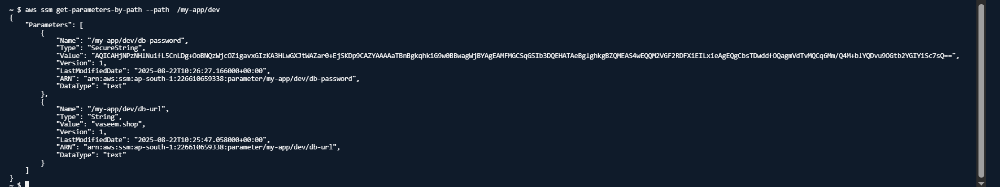 ~ $ aws ssm get-parameters-by-path --path  /my-app/dev
{
    "Parameters": [
        {
            "Name": "/my-app/dev/db-password",
            "Type": "SecureString",
            "Value": "AQICAHjNPzNHlNuifL5CnLDg+OoBNQzWjcOZigavxGIzKA3HLwGXJtWAZar0+EjSKDp9CAZYAAAAaTBnBgkqhkiG9w0BBwagWjBYAgEAMFMGCSqGSIb3DQEHATAeBglghkgBZQMEAS4wEQQM2VGF2RDFXiEILxieAgEQgCbsTDwddfOQagmVdTvMQCq6Mm/Q4M+blYQDvu9OGtb2YGIYiSc7sQ==",
            "Version": 1,
            "LastModifiedDate": "2025-08-22T10:26:27.166000+00:00",
            "ARN": "arn:aws:ssm:ap-south-1:226610659338:parameter/my-app/dev/db-password",
            "DataType": "text"
        },
        {
            "Name": "/my-app/dev/db-url",
            "Type": "String",
            "Value": "vaseem.shop",
            "Version": 1,
            "LastModifiedDate": "2025-08-22T10:25:47.058000+00:00",
            "ARN": "arn:aws:ssm:ap-south-1:226610659338:parameter/my-app/dev/db-url",
            "DataType": "text"
        }
    ]
}
~ $